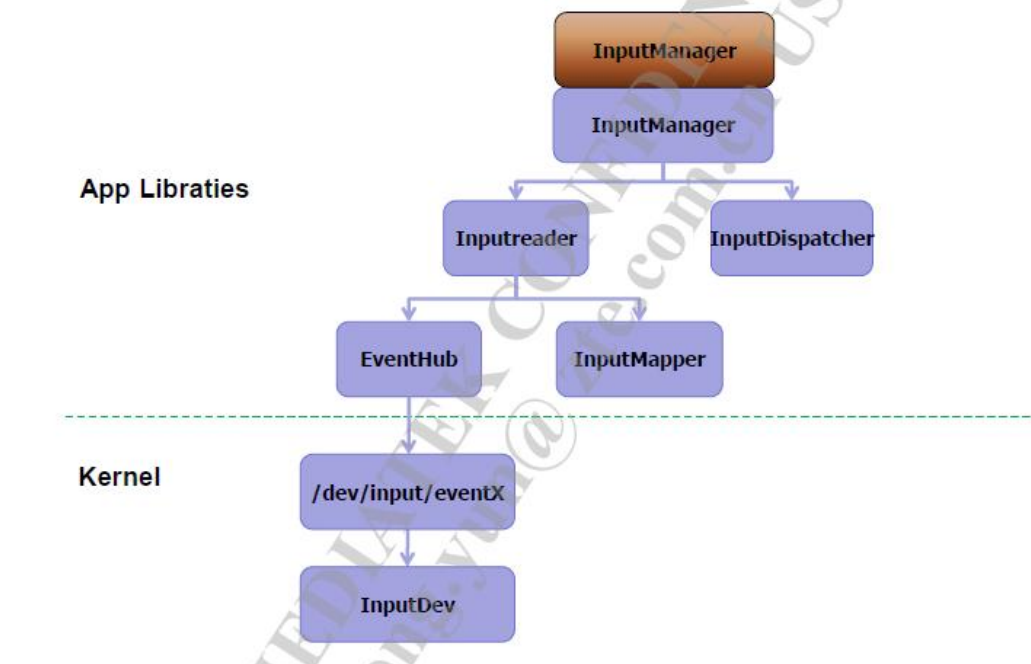 InputManager
InputManager
App Libraties
Inputreader
InputDispatcher
EventHub
InputMapper
Kernel
/dev/input/eventX
InputDev